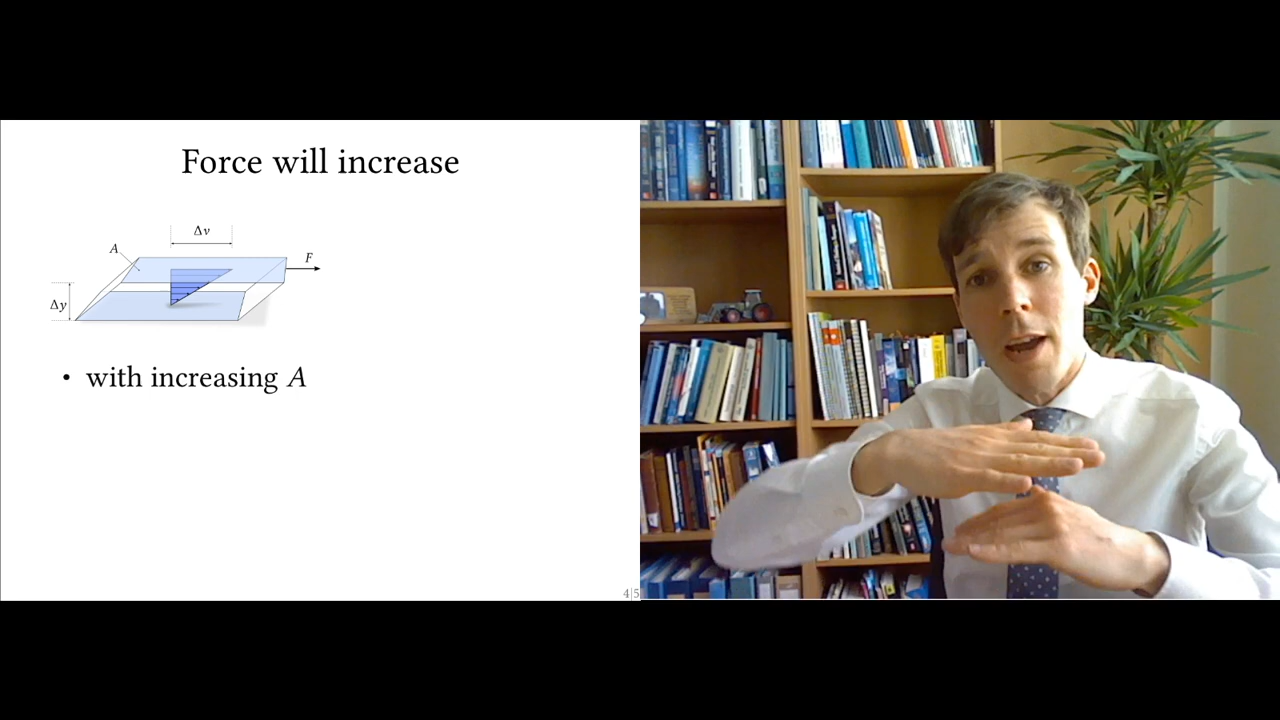 Force will increase
Δv
A
F
Δy
• with increasing A
4|5